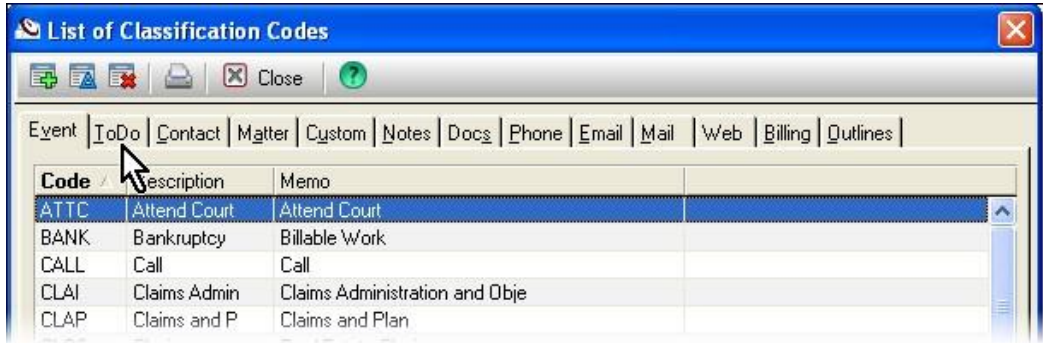 List of Classification Codes
Close ?
Event ToDo Contact Matter Custom Notes Docs Phone Email Mail Web Billing Outlines
Code Description Memo
ATTC Attend Court Attend Court
BANK Bankruptcy Billable Work
CALL Call Call
CLAI Claims Admin Claims Administration and Obje
CLAP Claims and P Claims and Plan